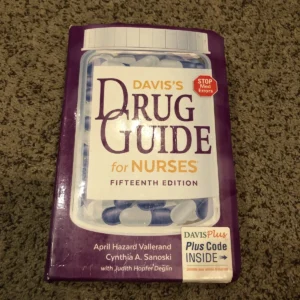 DAVIS'S
DRUG
GUIDE
for NURSES
FIFTEENTH EDITION
STOP
Med
Errors
April Hazard Vallerand
Cynthia A. Sanoski
with Judith Hopfer Deglin
DAVISPlus
Plus Code
INSIDE